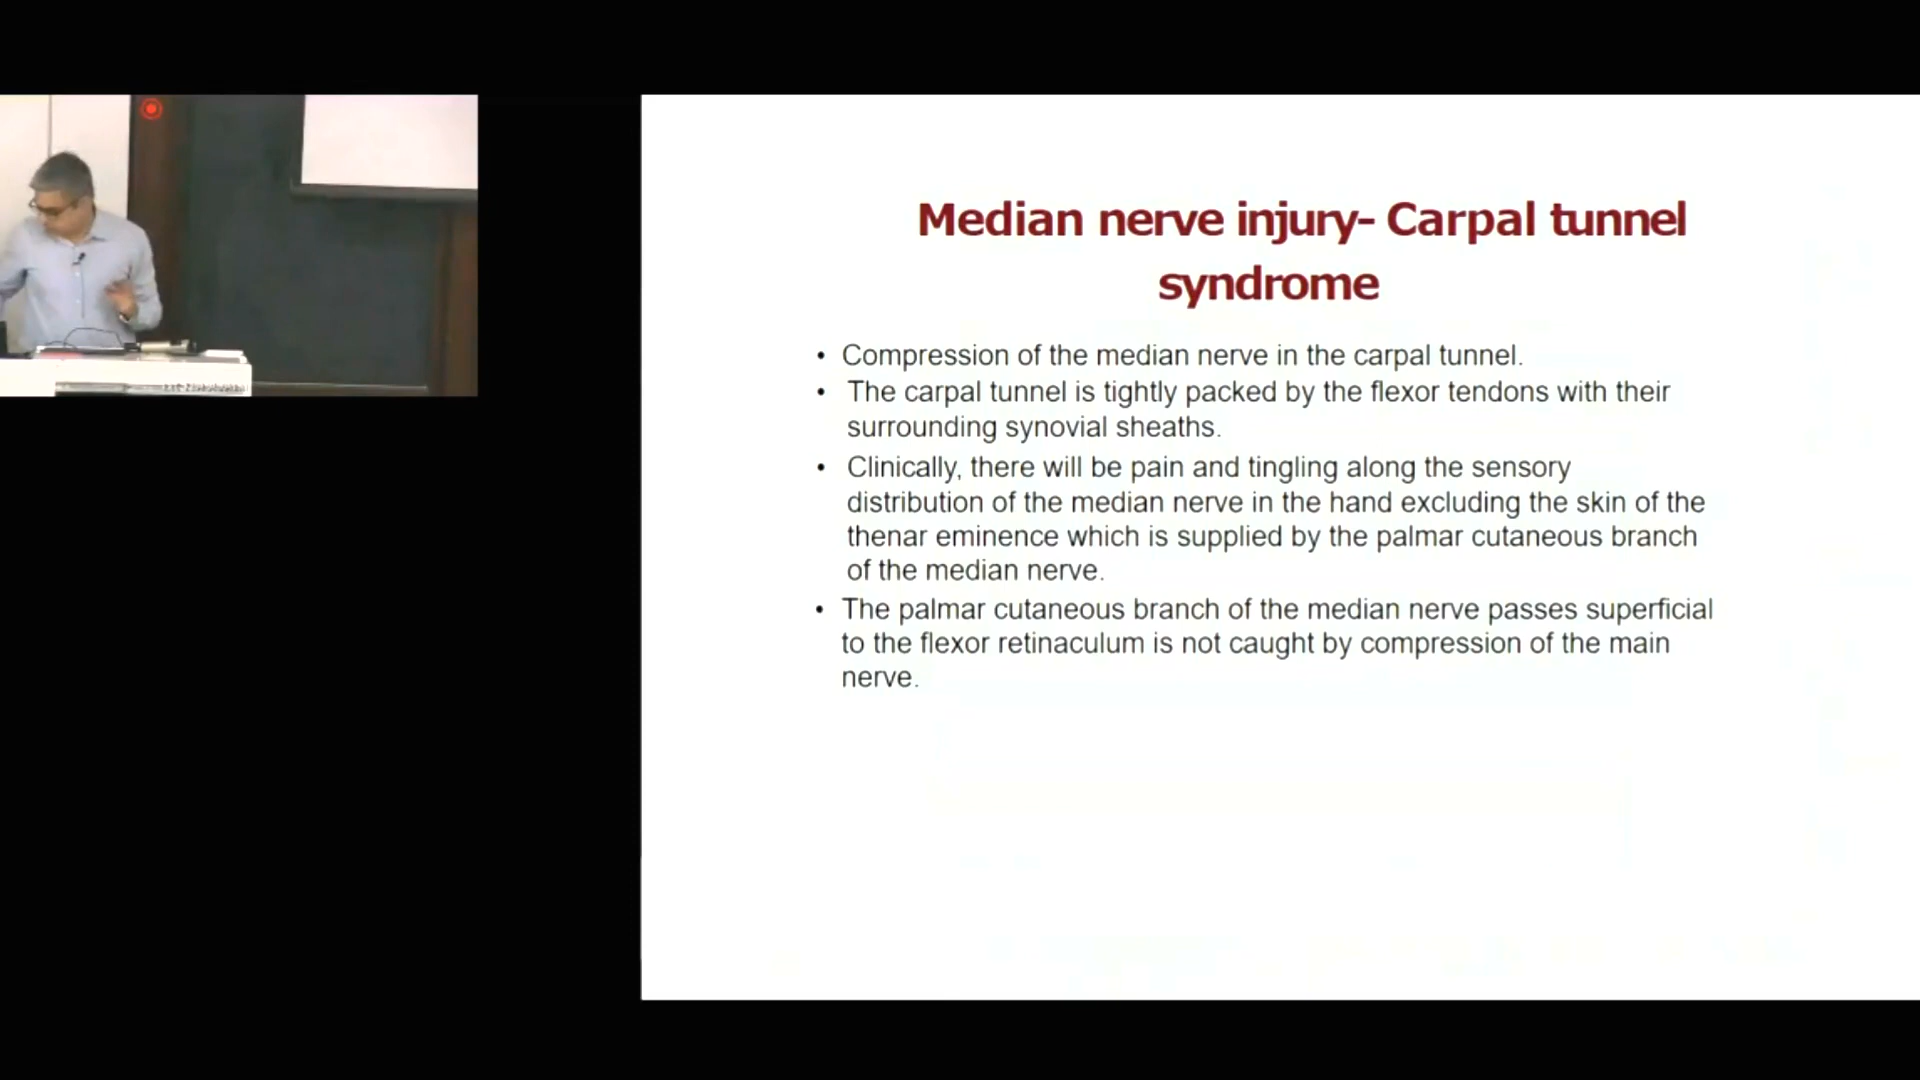 Median nerve injury- Carpal tunnel
syndrome
• Compression of the median nerve in the carpal tunnel.
• The carpal tunnel is tightly packed by the flexor tendons with their
surrounding synovial sheaths.
• Clinically, there will be pain and tingling along the sensory
distribution of the median nerve in the hand excluding the skin of the
thenar eminence which is supplied by the palmar cutaneous branch
of the median nerve.
• The palmar cutaneous branch of the median nerve passes superficial
to the flexor retinaculum is not caught by compression of the main
nerve.